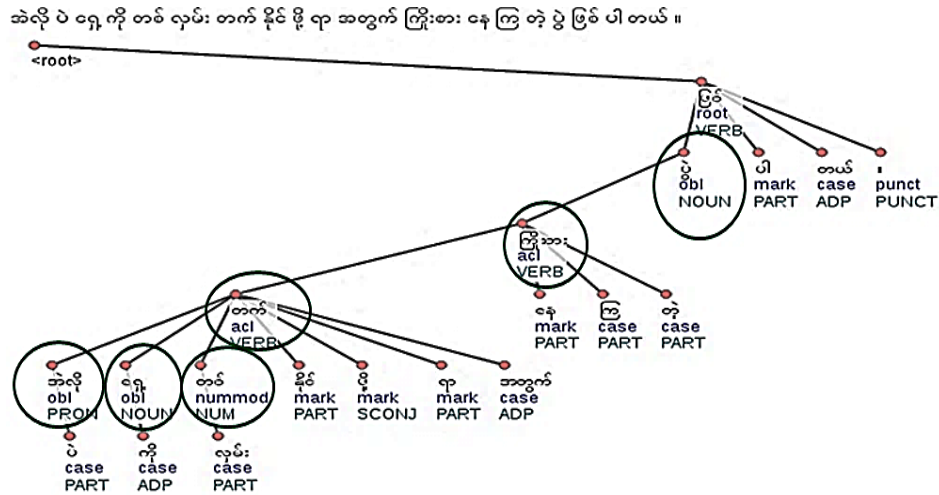 အဲလို ပဲ ရှေ့ ကို တစ် လှမ်း တက် နိုင် ဖို့ ရာ အတွက် ကြိုးစား နေ ကြ တဲ့ ပွဲ ဖြစ် ပါ တယ် ။
<root>
ဖြစ်
root
VERB
ပွဲ ပါ တယ် ။
obl mark case punct
NOUN PART ADP PUNCT
ကြိုးစား
acl
VERB
နေ ကြ တဲ့
mark case case
PART PART PART
တက်
acl
VERB
အဲလို ရှေ့ တစ် နိုင် ဖို့ ရာ အတွက်
obl obl nummod mark mark mark case
PRON NOUN NUM PART SCONJ PART ADP
ပဲ ကို လှမ်း
case case case
PART ADP PART